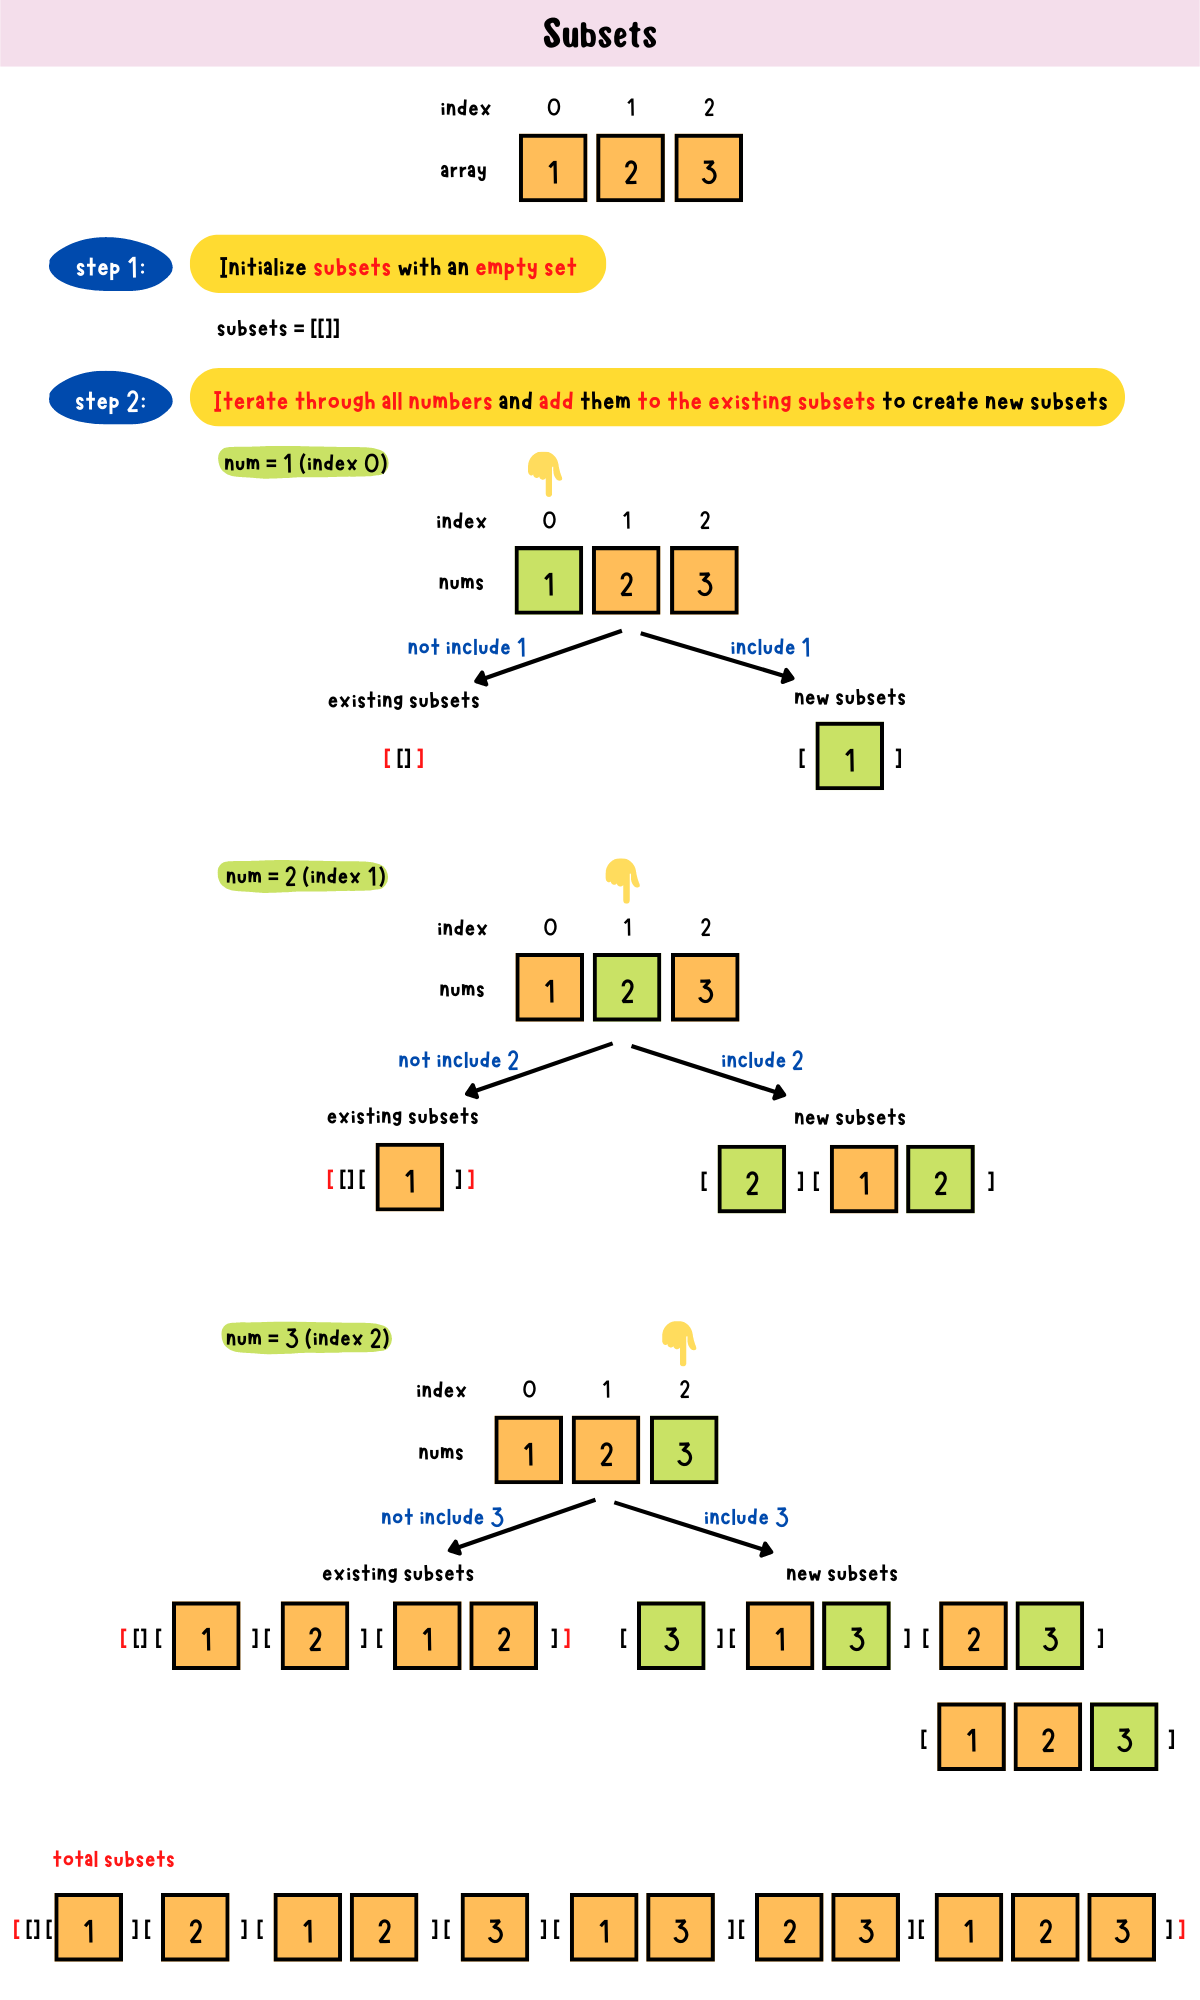 Subsets
index 0 1 2
array 1 2 3
step 1: Initialize subsets with an empty set
subsets = [[]]
step 2: Iterate through all numbers and add them to the existing subsets to create new subsets
num = 1 (index 0)
index 0 1 2
nums 1 2 3
not include 1 include 1
existing subsets new subsets
[ [] ] [ 1 ]
num = 2 (index 1)
index 0 1 2
nums 1 2 3
not include 2 include 2
existing subsets new subsets
[ [] [ 1 ] ] [ 2 ] [ 1 2 ]
num = 3 (index 2)
index 0 1 2
nums 1 2 3
not include 3 include 3
existing subsets new subsets
[ [] [ 1 ] [ 2 ] [ 1 2 ] ] [ 3 ] [ 1 3 ] [ 2 3 ]
[ 1 2 3 ]
total subsets
[ [] [ 1 ] [ 2 ] [ 1 2 ] [ 3 ] [ 1 3 ] [ 2 3 ] [ 1 2 3 ] ]